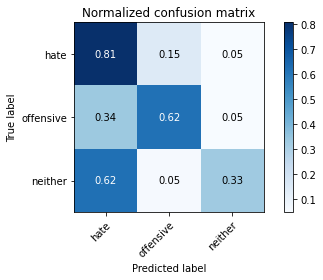 Normalized confusion matrix
True label
hate 0.81 0.15 0.05
offensive 0.34 0.62 0.05
neither 0.62 0.05 0.33
hate offensive neither
Predicted label
0.8
0.7
0.6
0.5
0.4
0.3
0.2
0.1